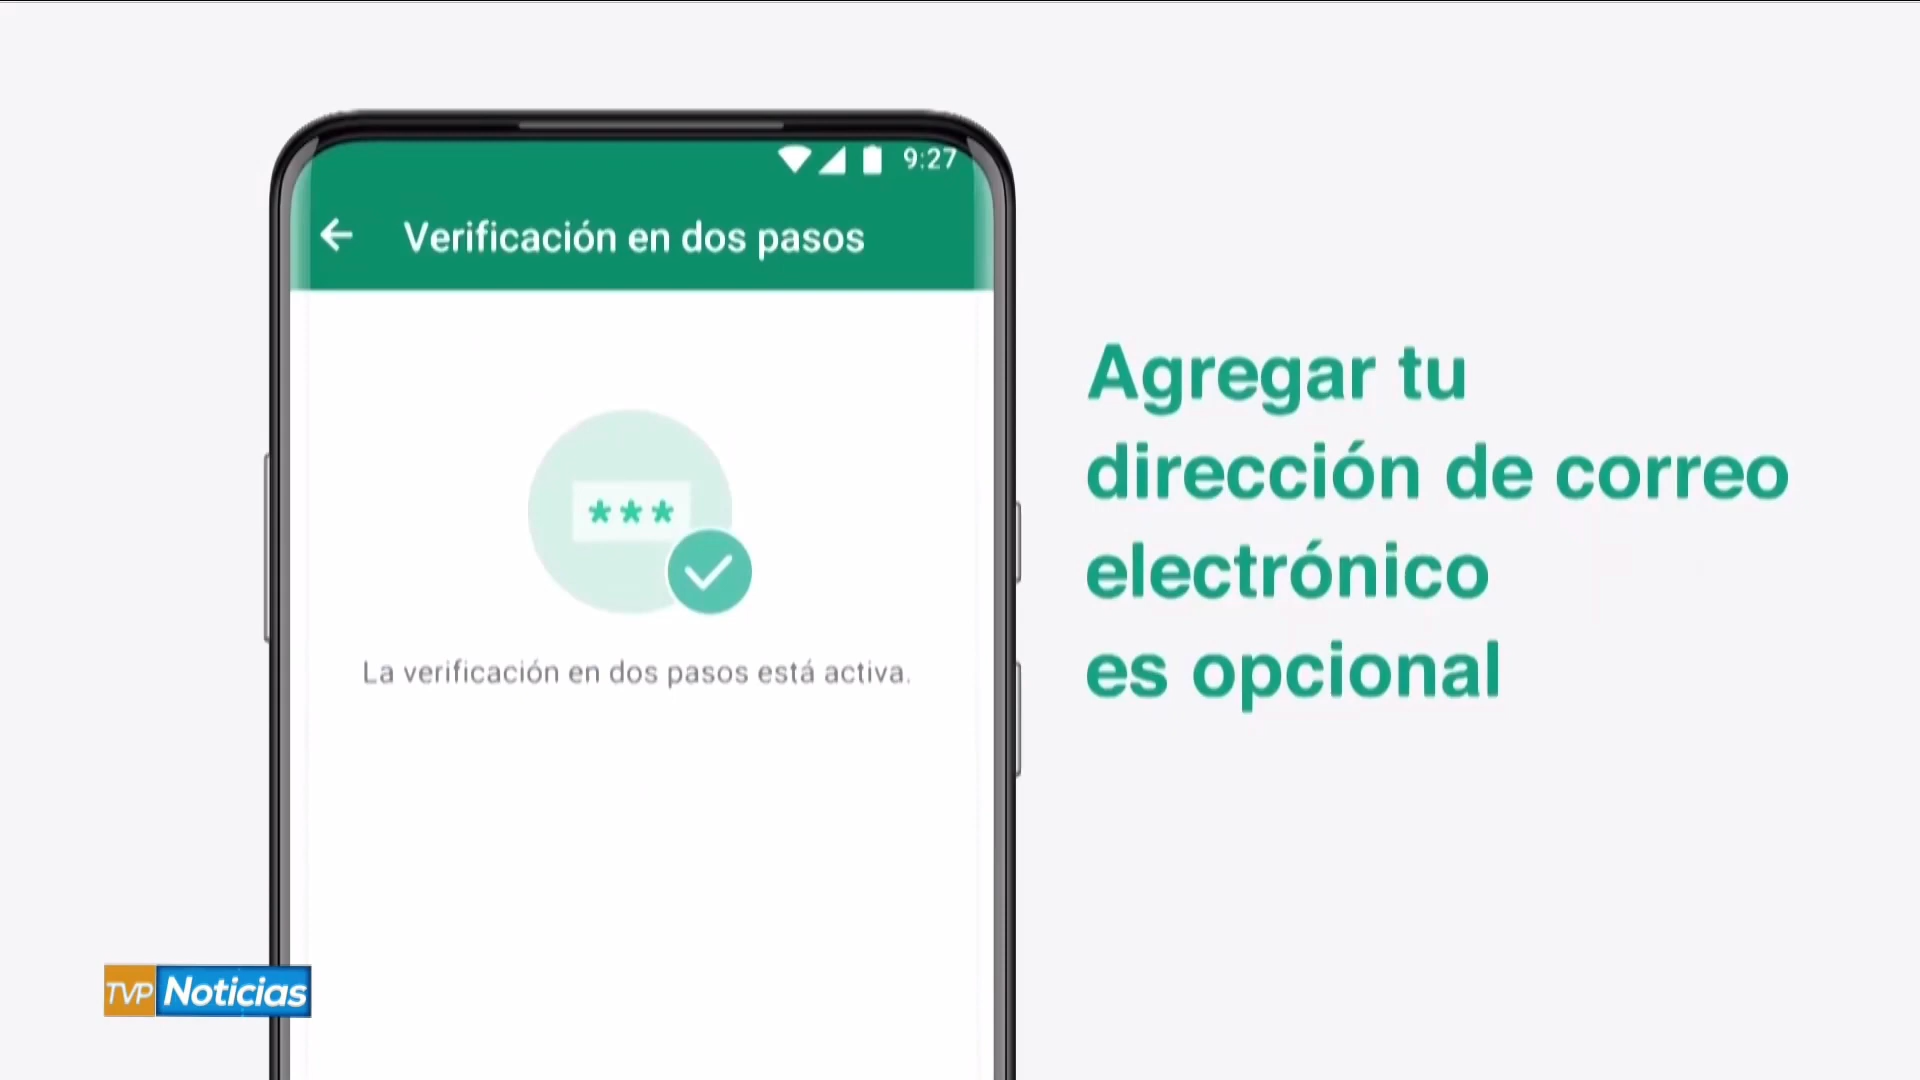 9:27
Verificación en dos pasos
***
La verificación en dos pasos está activa.
Agregar tu
dirección de correo
electrónico
es opcional
TVP Noticias